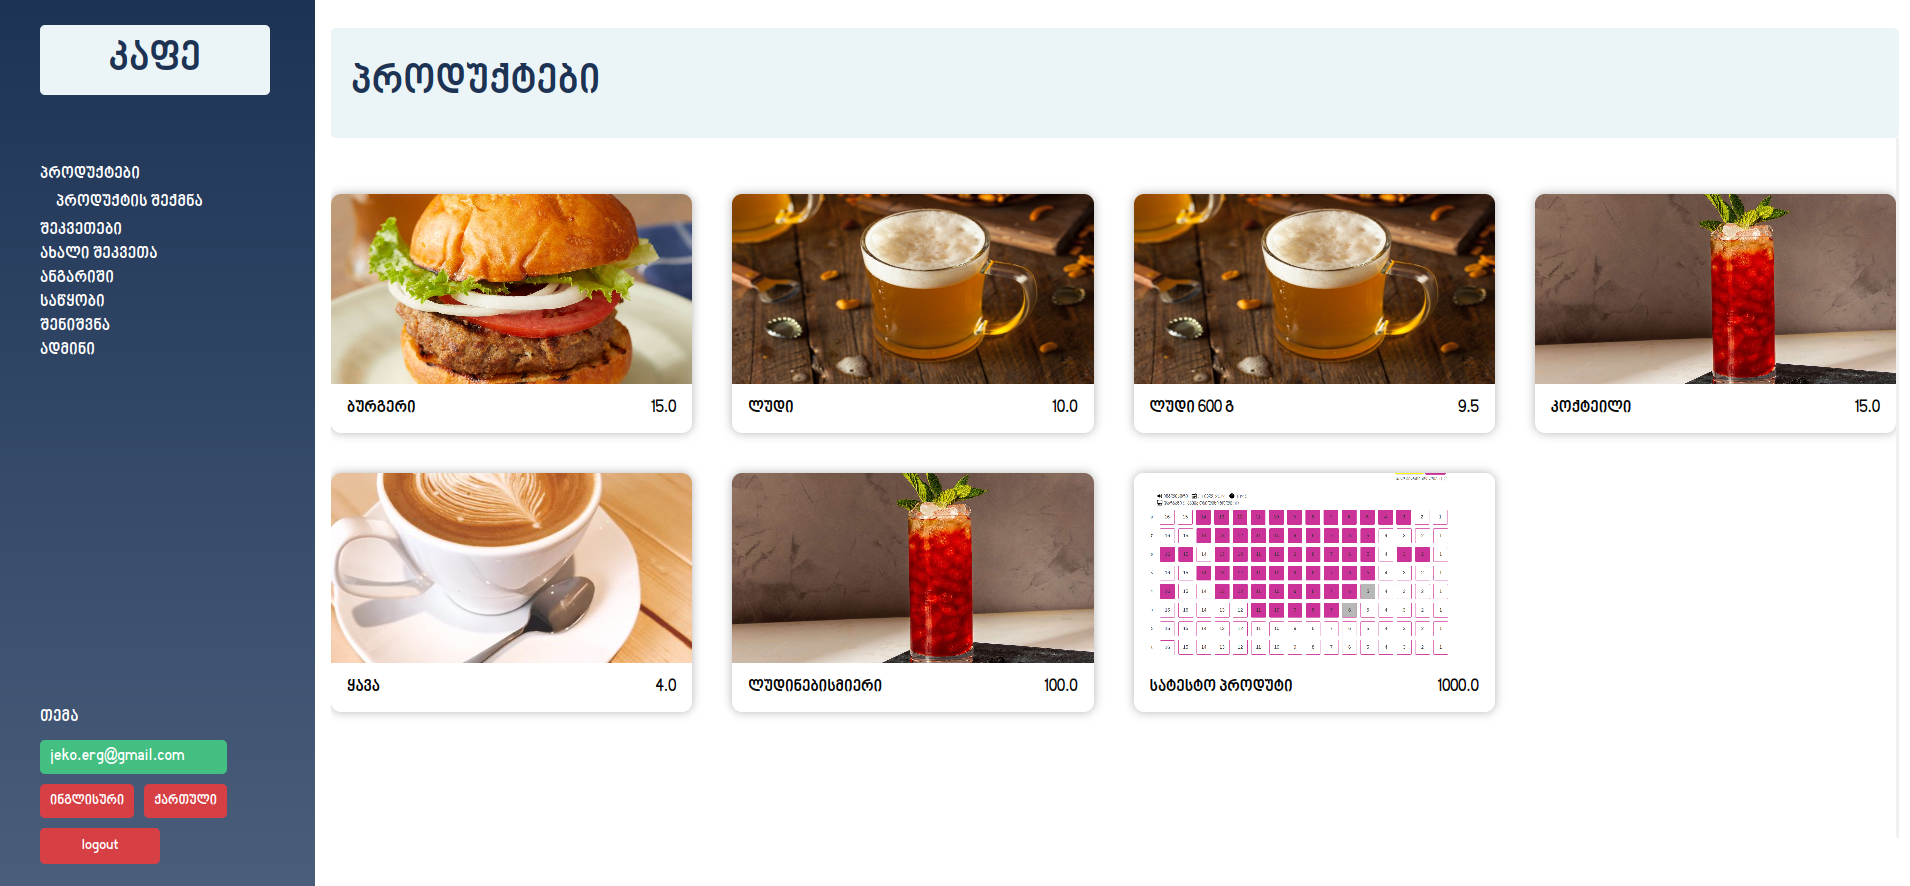 კაფე
პროდუქტები
პროდუქტის შექმნა
შეკვეთები
ახალი შეკვეთა
ანგარიში
საწყობი
შენიშვნა
ადმინი
თემა
jeko.erg@gmail.com
ინგლისური ქართული
logout
პროდუქტები
ბურგერი 15.0
ლუდი 10.0
ლუდი 600 გ 9.5
კოქტეილი 15.0
ყავა 4.0
ლუდინებისმიერი 100.0
სატესტო პროდუტი 1000.0